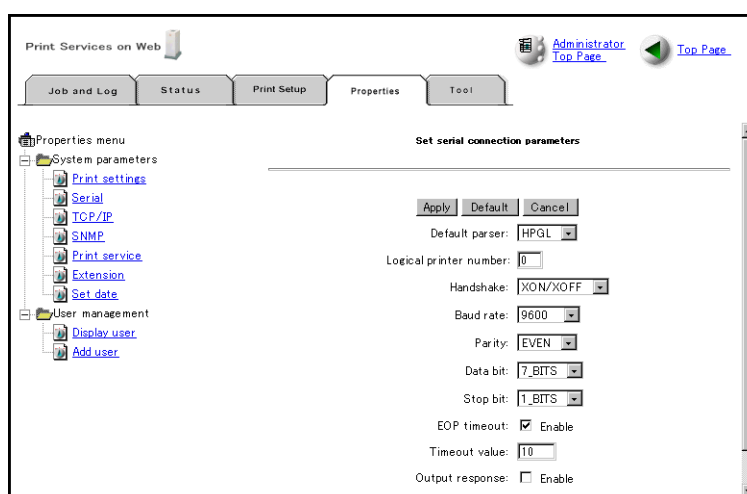 Print Services on Web
Administrator
Top Page
Top Page
Job and Log
Status
Print Setup
Properties
Tool
Properties menu
System parameters
Print settings
Serial
TCP/IP
SNMP
Print service
Extension
Set date
User management
Display user
Add user
Set serial connection parameters
Apply Default Cancel
Default parser: HPGL
Logical printer number: 0
Handshake: XON/XOFF
Baud rate: 9600
Parity: EVEN
Data bit: 7_BITS
Stop bit: 1_BITS
EOP timeout: Enable
Timeout value: 10
Output response: Enable